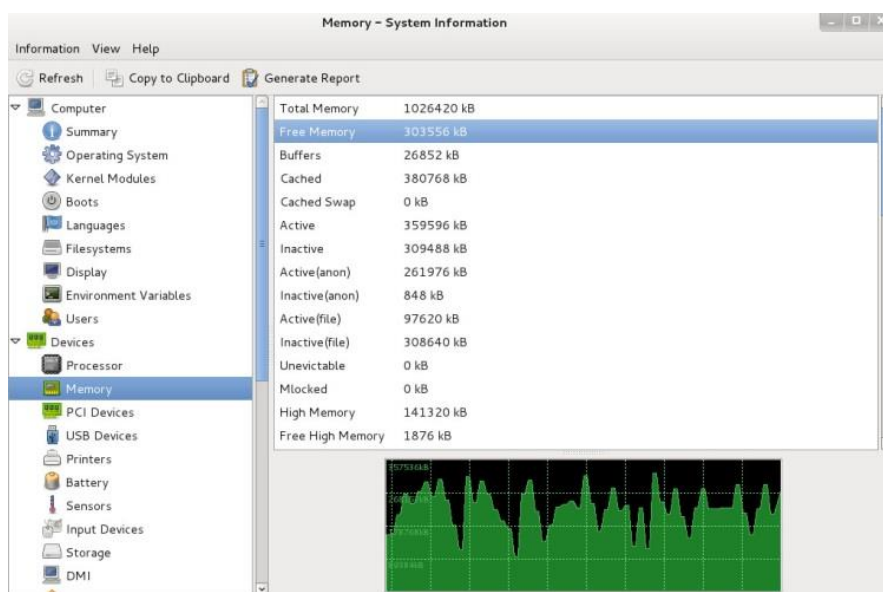 Memory – System Information
Information View Help
Refresh Copy to Clipboard Generate Report
Computer
Summary
Operating System
Kernel Modules
Boots
Languages
Filesystems
Display
Environment Variables
Users
Devices
Processor
Memory
PCI Devices
USB Devices
Printers
Battery
Sensors
Input Devices
Storage
DMI
Total Memory 1026420 kB
Free Memory 303556 kB
Buffers 26852 kB
Cached 380768 kB
Cached Swap 0 kB
Active 359596 kB
Inactive 309488 kB
Active(anon) 261976 kB
Inactive(anon) 848 kB
Active(file) 97620 kB
Inactive(file) 308640 kB
Unevictable 0 kB
Mlocked 0 kB
High Memory 141320 kB
Free High Memory 1876 kB